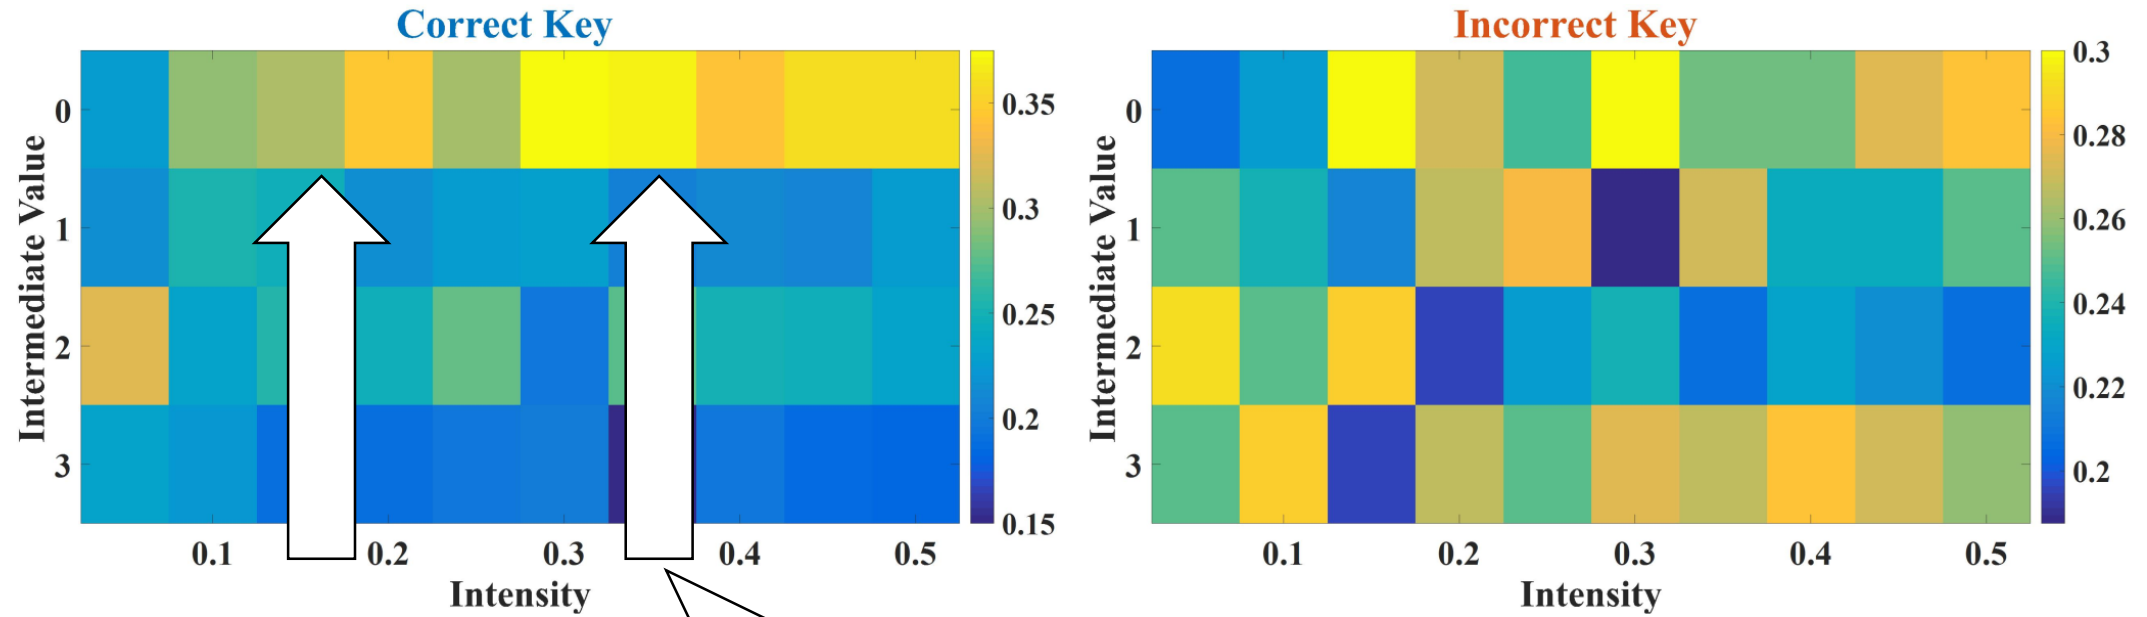 Correct Key
Intermediate Value
0
1
2
3
0.1 0.2 0.3 0.4 0.5
Intensity
0.35
0.3
0.25
0.2
0.15
Incorrect Key
Intermediate Value
0
1
2
3
0.1 0.2 0.3 0.4 0.5
Intensity
0.3
0.28
0.26
0.24
0.22
0.2